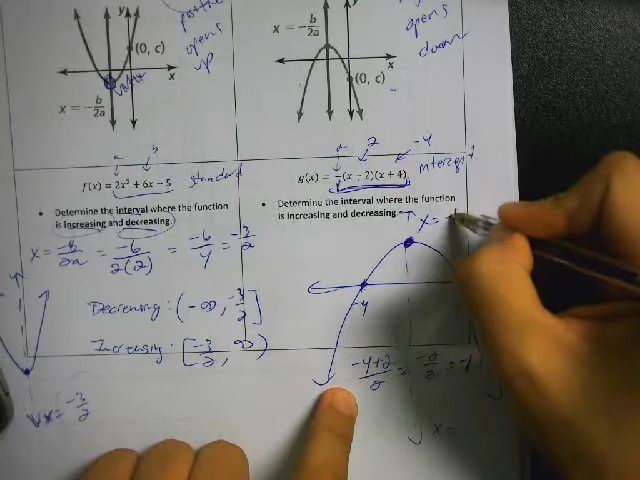 opens
up
y
(0, c)
x
x = -b/2a
vertex
x = -b/2a
(0, c)
x
opens
down
a b
f(x) = 2x² + 6x - 5 standard
• Determine the interval where the function
is increasing and decreasing.
x = -b/2a = -6/2(2) = -6/4 = -3/2
Decreasing: (-∞, -3/2]
Increasing: [-3/2, ∞)
x = -3/2
a 2 -4
(x - 2)(x + 4) intercept
• Determine the interval where the function
is increasing and decreasing.
x =
-4
-4+2/2 = -2/2 = -1
x =